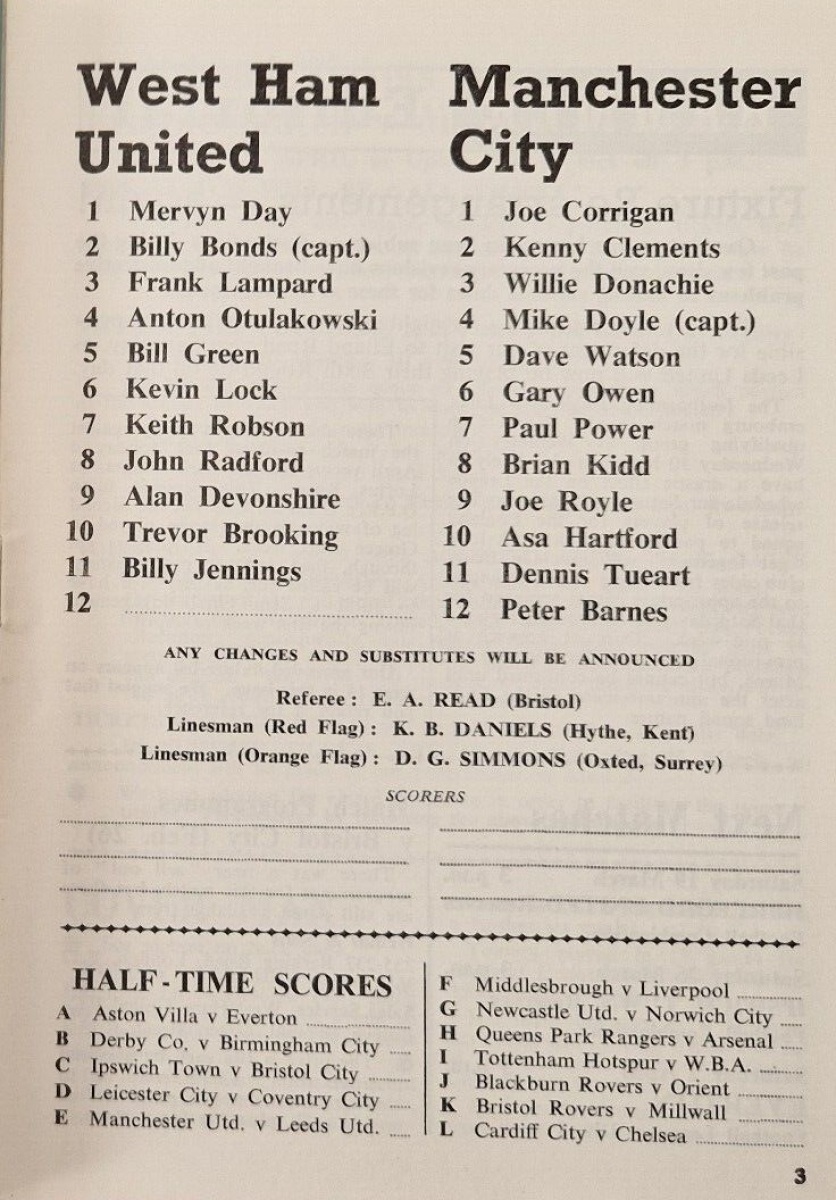 West Ham United
1 Mervyn Day
2 Billy Bonds (capt.)
3 Frank Lampard
4 Anton Otulakowski
5 Bill Green
6 Kevin Lock
7 Keith Robson
8 John Radford
9 Alan Devonshire
10 Trevor Brooking
11 Billy Jennings
12
Manchester City
1 Joe Corrigan
2 Kenny Clements
3 Willie Donachie
4 Mike Doyle (capt.)
5 Dave Watson
6 Gary Owen
7 Paul Power
8 Brian Kidd
9 Joe Royle
10 Asa Hartford
11 Dennis Tueart
12 Peter Barnes
ANY CHANGES AND SUBSTITUTES WILL BE ANNOUNCED
Referee : E. A. READ (Bristol)
Linesman (Red Flag) : K. B. DANIELS (Hythe, Kent)
Linesman (Orange Flag) : D. G. SIMMONS (Oxted, Surrey)
SCORERS
HALF-TIME SCORES
A Aston Villa v Everton
B Derby Co. v Birmingham City
C Ipswich Town v Bristol City
D Leicester City v Coventry City
E Manchester Utd. v Leeds Utd.
F Middlesbrough v Liverpool
G Newcastle Utd. v Norwich City
H Queens Park Rangers v Arsenal
I Tottenham Hotspur v W.B.A.
J Blackburn Rovers v Orient
K Bristol Rovers v Millwall
L Cardiff City v Chelsea
3